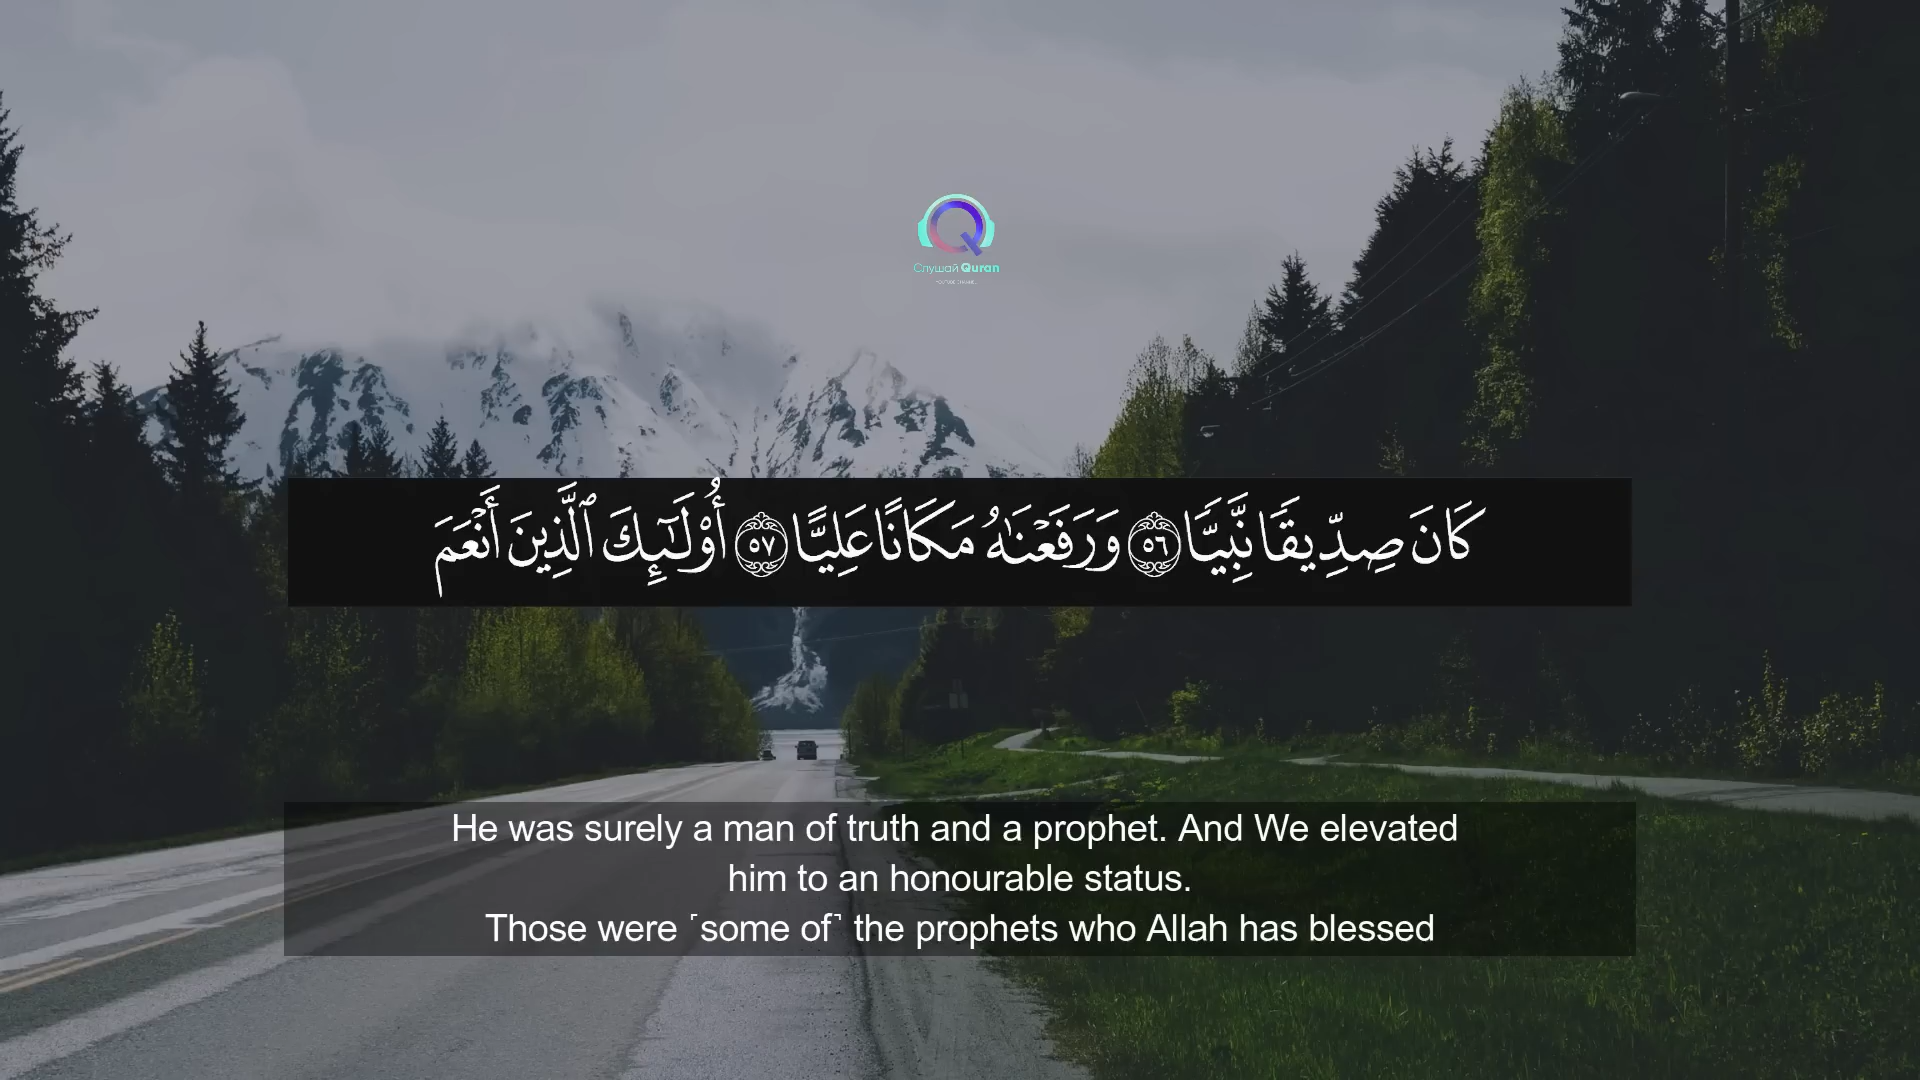 Слушай Quran
كَانَ صِدِّيقًا نَّبِيًّا ٥٦ وَرَفَعْنَٰهُ مَكَانًا عَلِيًّا ٥٧ أُو۟لَـٰٓئِكَ ٱلَّذِينَ أَنْعَمَ
He was surely a man of truth and a prophet. And We elevated
him to an honourable status.
Those were ˹some of˺ the prophets who Allah has blessed